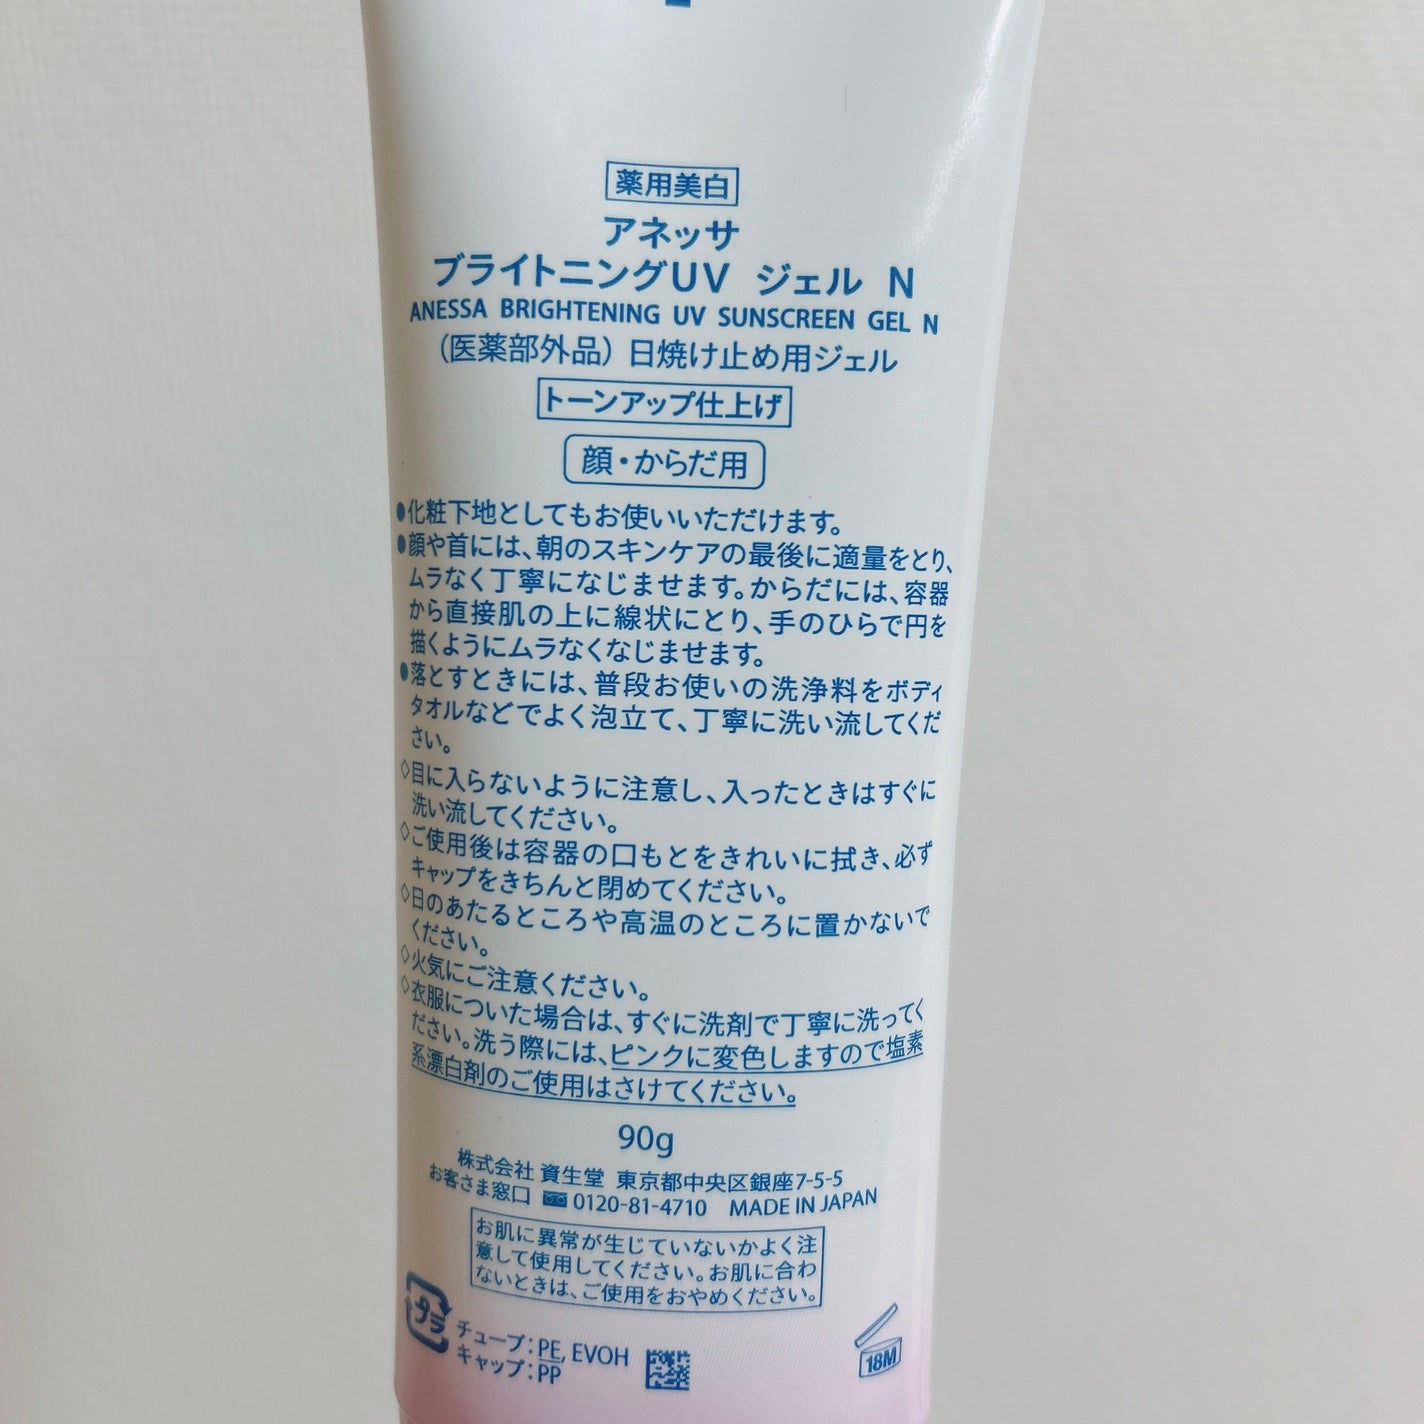 薬用美白
アネッサ
ブライトニングUV ジェル N
ANESSA BRIGHTENING UV SUNSCREEN GEL N
(医薬部外品)日焼け止め用ジェル
トーンアップ仕上げ
顔・からだ用
●化粧下地としてもお使いいただけます。
●顔や首には、朝のスキンケアの最後に適量をとり、
ムラなく丁寧になじませます。からだには、容器
から直接肌の上に線状にとり、手のひらで円を
描くようにムラなくなじませます。
●落とすときには、普段お使いの洗浄料をボディ
タオルなどでよく泡立て、丁寧に洗い流してくだ
さい。
◇目に入らないように注意し、入ったときはすぐに
洗い流してください。
◇ご使用後は容器の口もとをきれいに拭き、必ず
キャップをきちんと閉めてください。
◇日のあたるところや高温のところに置かないで
ください。
◇火気にご注意ください。
◇衣服についた場合は、すぐに洗剤で丁寧に洗ってく
ださい。洗う際には、ピンクに変色しますので塩素
系漂白剤のご使用はさけてください。
90g
株式会社 資生堂 東京都中央区銀座7-5-5
お客さま窓口 0120-81-4710 MADE IN JAPAN
お肌に異常が生じていないかよく注
意して使用してください。お肌に合わ
ないときは、ご使用をおやめください。
プラ
チューブ：PE, EVOH
キャップ：PP
18M